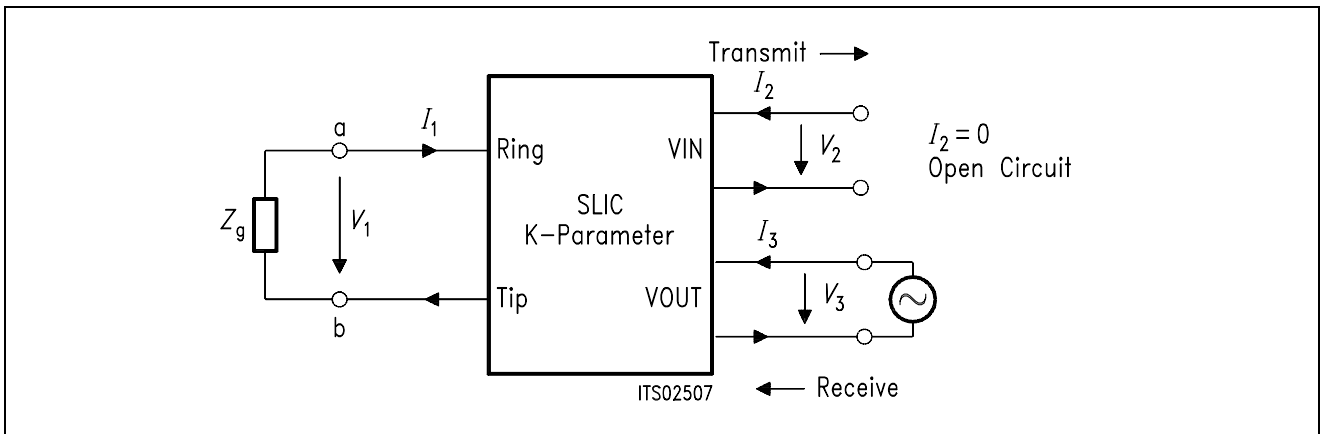 Transmit
I2
a
I1
Ring
VIN
V2
I2 = 0
Open Circuit
Zg
V1
SLIC
K-Parameter
I3
Tip
VOUT
V3
b
ITS02507
Receive